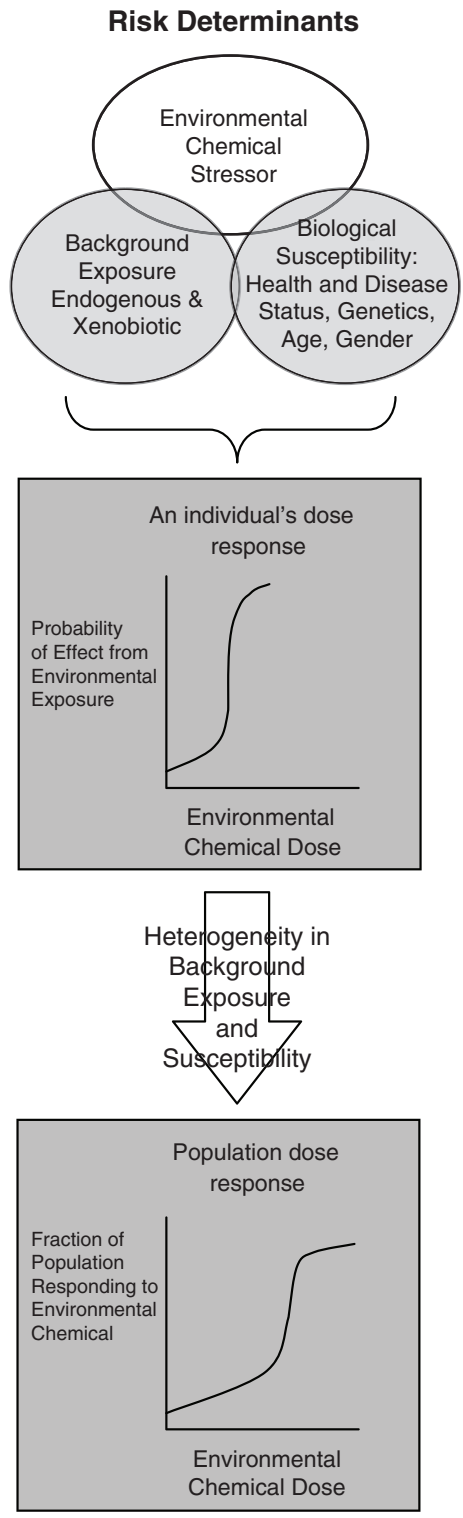 Risk Determinants
Environmental
Chemical
Stressor
Background
Exposure
Endogenous &
Xenobiotic
Biological
Susceptibility:
Health and Disease
Status, Genetics,
Age, Gender
An individual's dose
response
Probability
of Effect from
Environmental
Exposure
Environmental
Chemical Dose
Heterogeneity in
Background
Exposure
and
Susceptibility
Population dose
response
Fraction of
Population
Responding to
Environmental
Chemical
Environmental
Chemical Dose